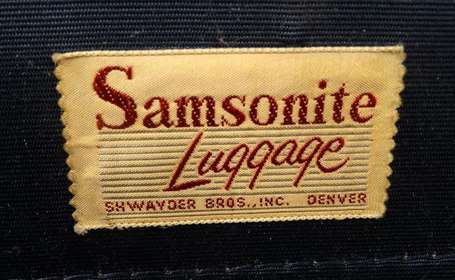 Samsonite
Luggage
SHWAYDER BROS., INC. DENVER